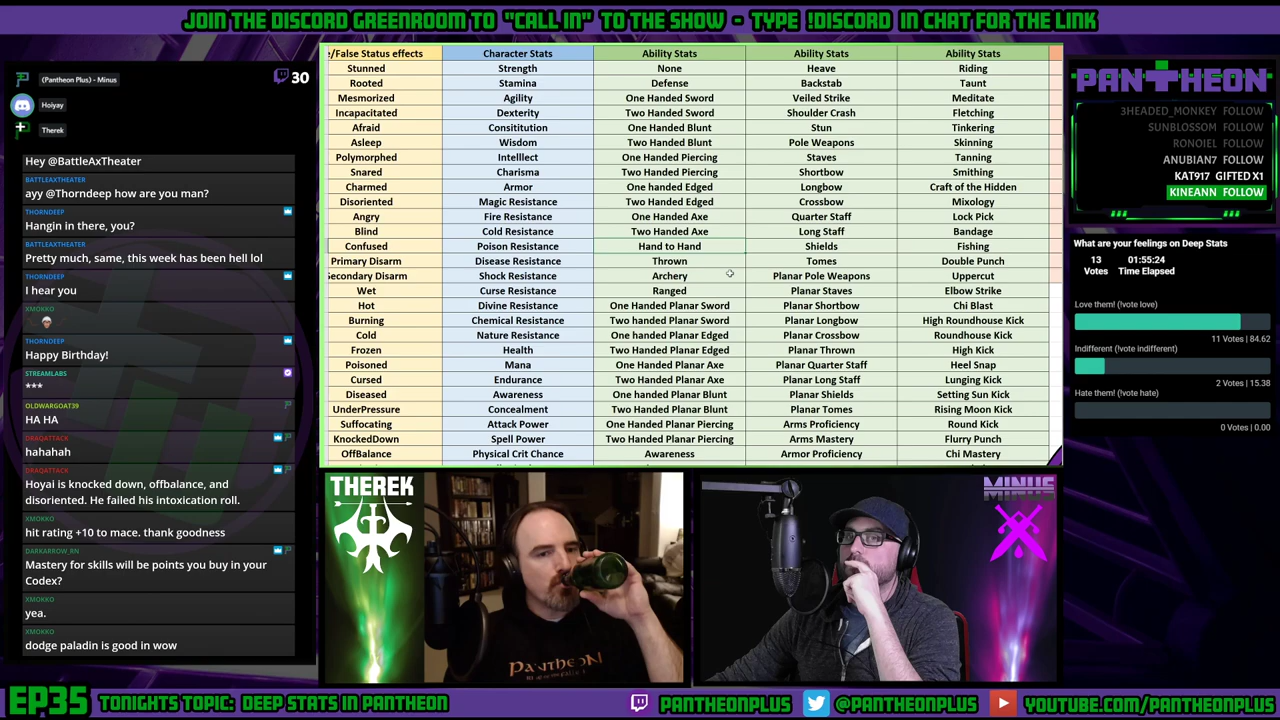 JOIN THE DISCORD GREENROOM TO "CALL IN" TO THE SHOW - TYPE !DISCORD IN CHAT FOR THE LINK
(Pantheon Plus) - Minus
30
Hoiyay
Therek
Hey @BattleAxTheater
BATTLEAXTHEATER
ayy @Thorndeep how are you man?
THORNDEEP
Hangin in there, you?
BATTLEAXTHEATER
Pretty much, same, this week has been hell lol
THORNDEEP
I hear you
XMOKKO
THORNDEEP
Happy Birthday!
STREAMLABS
***
OLDWARGOAT39
HA HA
DRAQATTACK
hahahah
DRAQATTACK
Hoyai is knocked down, offbalance, and
disoriented. He failed his intoxication roll.
XMOKKO
hit rating +10 to mace. thank goodness
DARKARROW_RN
Mastery for skills will be points you buy in your
Codex?
XMOKKO
yea.
XMOKKO
dodge paladin is good in wow
/False Status effects Character Stats Ability Stats Ability Stats Ability Stats
Stunned Strength None Heave Riding
Rooted Stamina Defense Backstab Taunt
Mesmorized Agility One Handed Sword Veiled Strike Meditate
Incapacitated Dexterity Two Handed Sword Shoulder Crash Fletching
Afraid Consititution One Handed Blunt Stun Tinkering
Asleep Wisdom Two Handed Blunt Pole Weapons Skinning
Polymorphed Intelllect One Handed Piercing Staves Tanning
Snared Charisma Two Handed Piercing Shortbow Smithing
Charmed Armor One handed Edged Longbow Craft of the Hidden
Disoriented Magic Resistance Two Handed Edged Crossbow Mixology
Angry Fire Resistance One Handed Axe Quarter Staff Lock Pick
Blind Cold Resistance Two Handed Axe Long Staff Bandage
Confused Poison Resistance Hand to Hand Shields Fishing
Primary Disarm Disease Resistance Thrown Tomes Double Punch
Secondary Disarm Shock Resistance Archery Planar Pole Weapons Uppercut
Wet Curse Resistance Ranged Planar Staves Elbow Strike
Hot Divine Resistance One Handed Planar Sword Planar Shortbow Chi Blast
Burning Chemical Resistance Two handed Planar Sword Planar Longbow High Roundhouse Kick
Cold Nature Resistance One handed Planar Edged Planar Crossbow Roundhouse Kick
Frozen Health Two Handed Planar Edged Planar Thrown High Kick
Poisoned Mana One Handed Planar Axe Planar Quarter Staff Heel Snap
Cursed Endurance Two Handed Planar Axe Planar Long Staff Lunging Kick
Diseased Awareness One handed Planar Blunt Planar Shields Setting Sun Kick
UnderPressure Concealment Two Handed Planar Blunt Planar Tomes Rising Moon Kick
Suffocating Attack Power One Handed Planar Piercing Arms Proficiency Round Kick
KnockedDown Spell Power Two Handed Planar Piercing Arms Mastery Flurry Punch
OffBalance Physical Crit Chance Awareness Armor Proficiency Chi Mastery
PANTHEON
3HEADED_MONKEY FOLLOW
SUNBLOSSOM FOLLOW
RONOIEL FOLLOW
ANUBIAN7 FOLLOW
KAT917 GIFTED X1
KINEANN FOLLOW
What are your feelings on Deep Stats
13 01:55:24
Votes Time Elapsed
Love them! (!vote love)
11 Votes | 84.62
Indifferent (!vote indifferent)
2 Votes | 15.38
Hate them! (!vote hate)
0 Votes | 0.00
THEREK
PANTHEON
MINUS
EP35 TONIGHTS TOPIC: DEEP STATS IN PANTHEON
PANTHEONPLUS @PANTHEONPLUS YOUTUBE.COM/PANTHEONPLUS